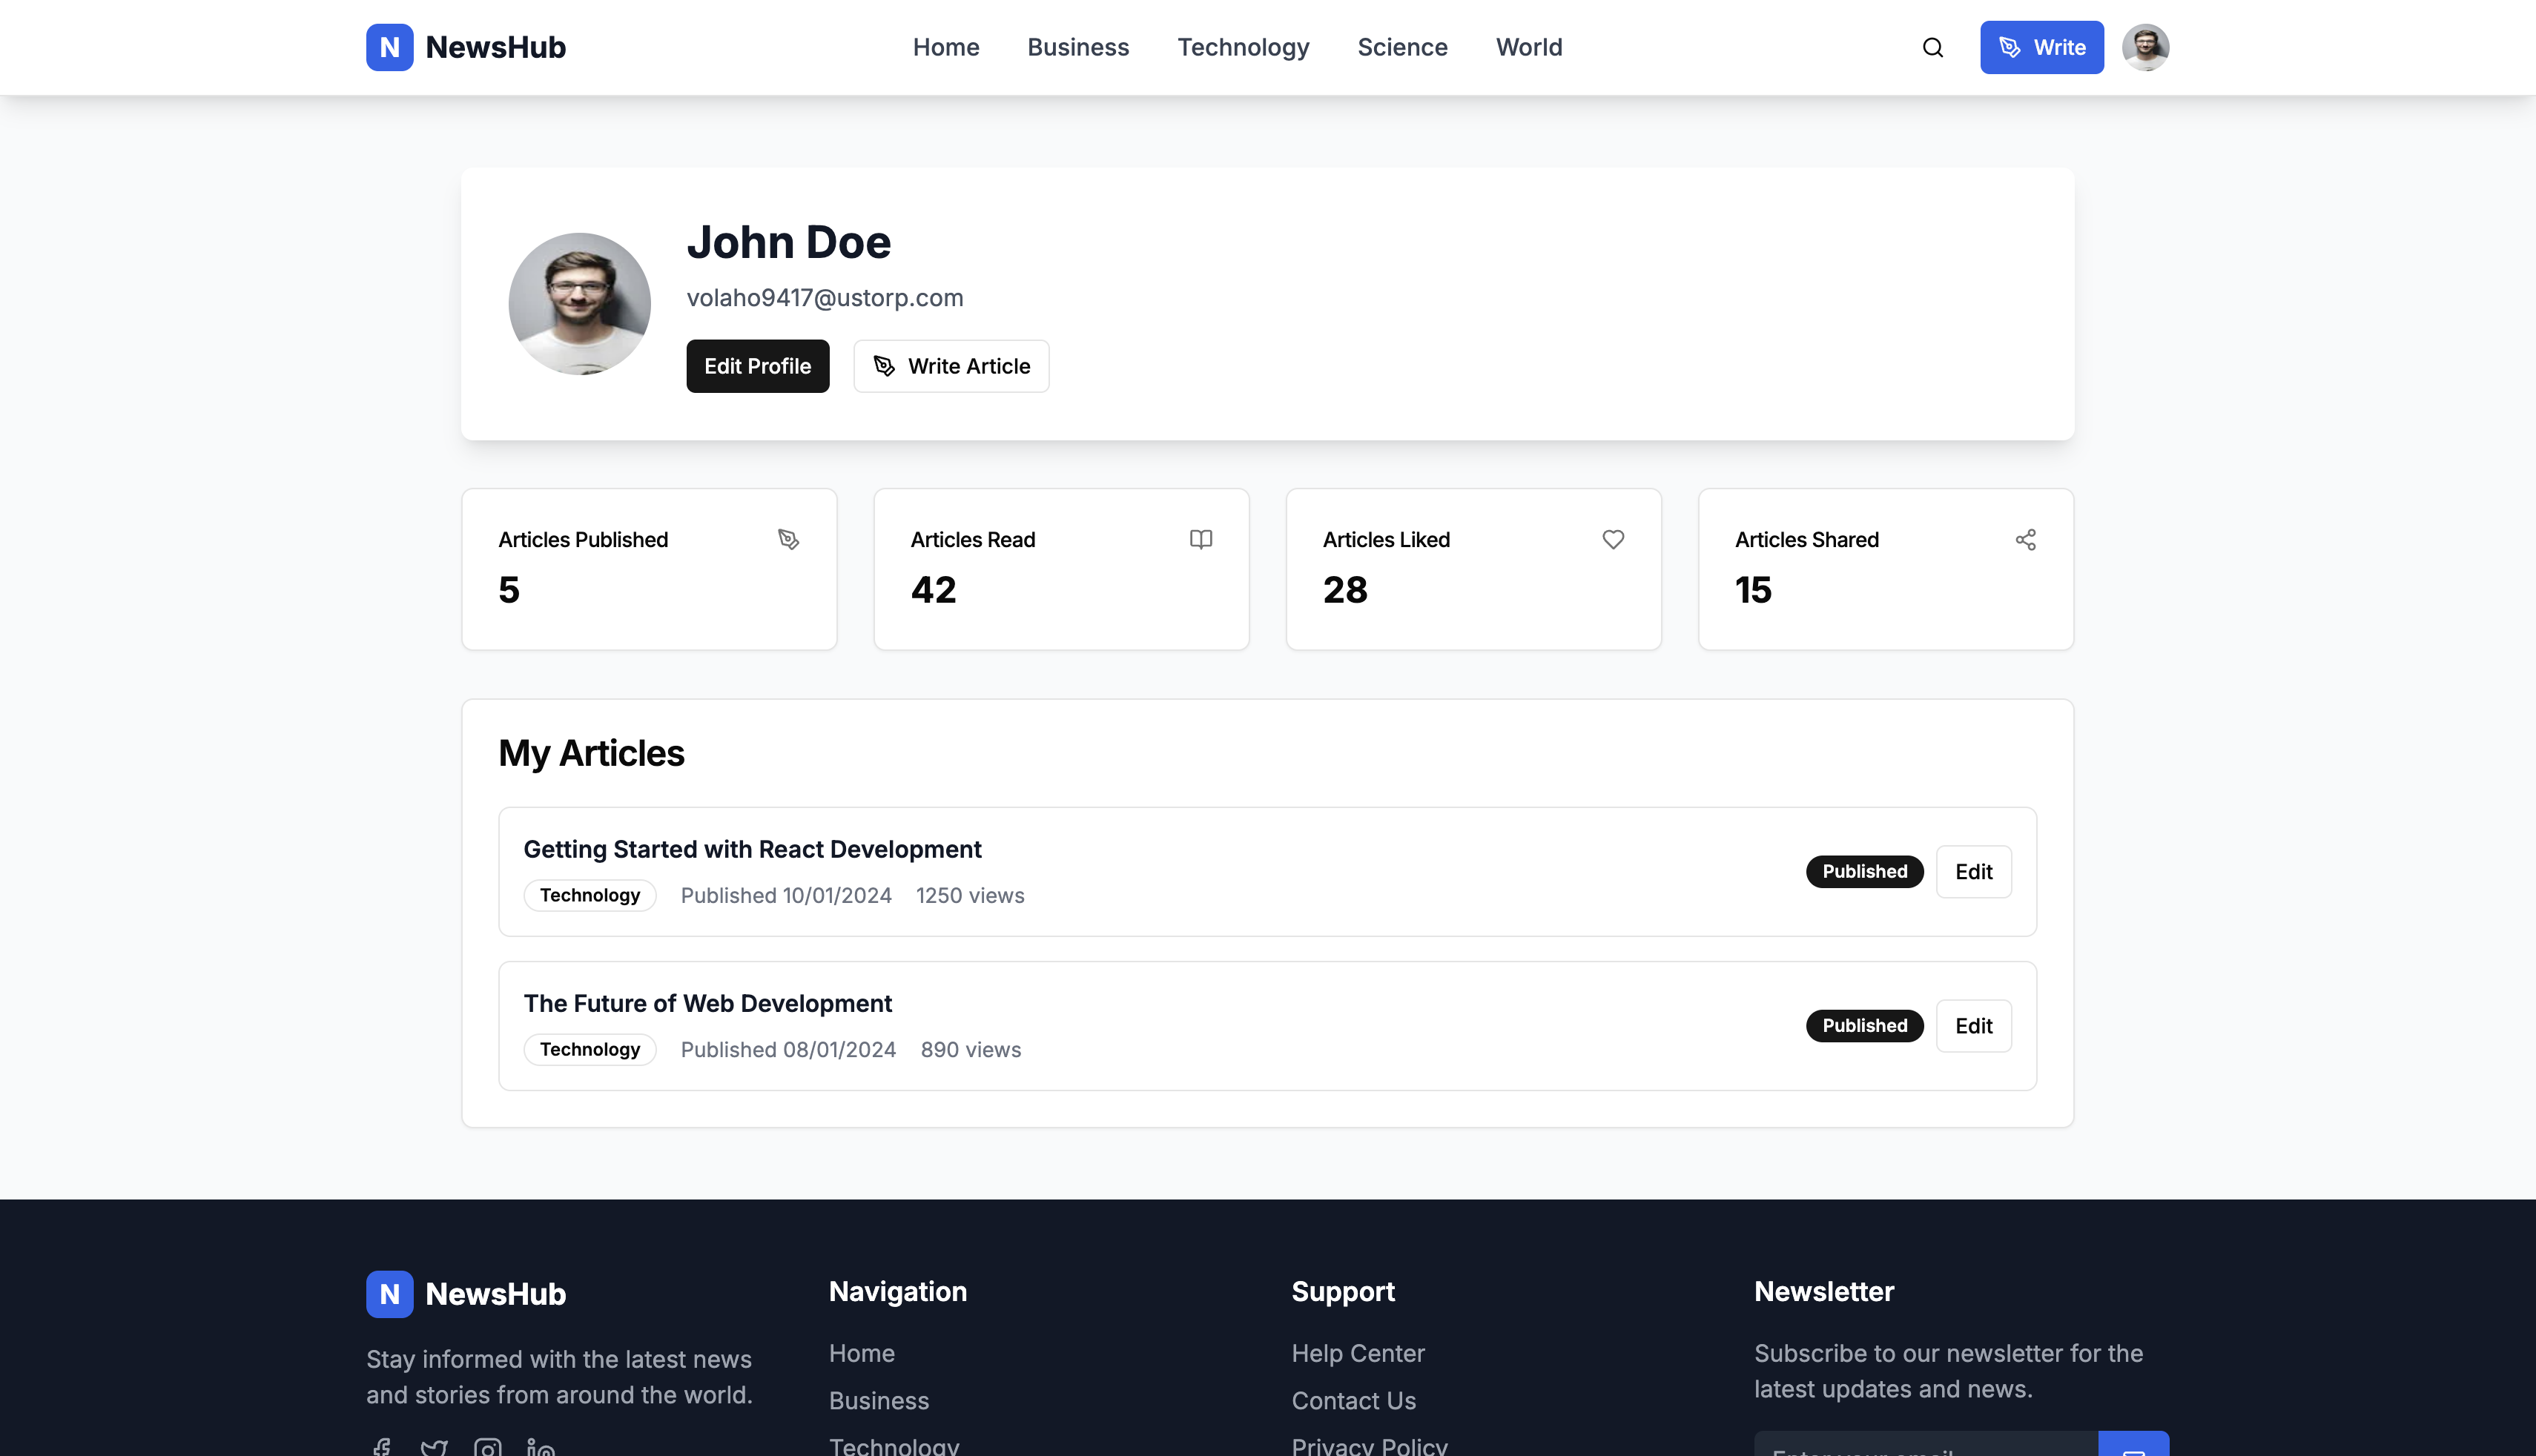 N NewsHub
Home Business Technology Science World
Write
John Doe
volaho9417@ustorp.com
Edit Profile
Write Article
Articles Published
5
Articles Read
42
Articles Liked
28
Articles Shared
15
My Articles
Getting Started with React Development
Technology Published 10/01/2024 1250 views
Published Edit
The Future of Web Development
Technology Published 08/01/2024 890 views
Published Edit
N NewsHub
Stay informed with the latest news
and stories from around the world.
Navigation
Home
Business
Technology
Support
Help Center
Contact Us
Privacy Policy
Newsletter
Subscribe to our newsletter for the
latest updates and news.
Enter your email